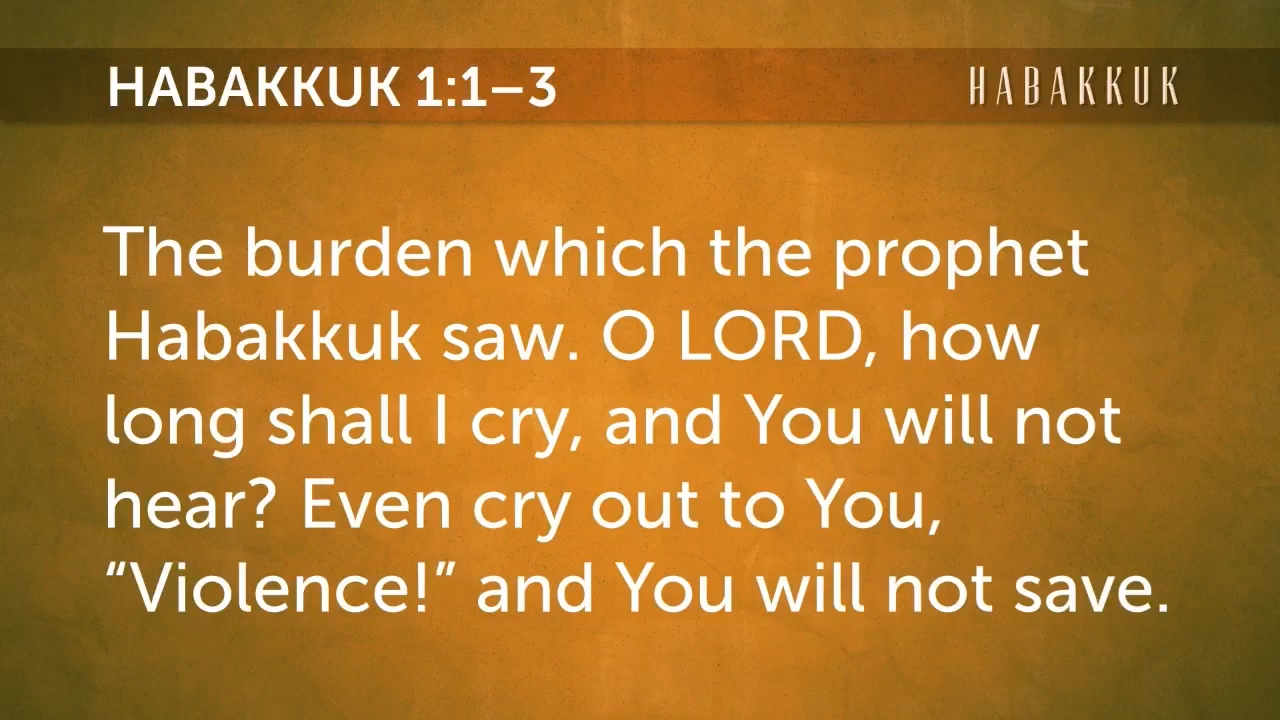 HABAKKUK 1:1–3
HABAKKUK
The burden which the prophet
Habakkuk saw. O LORD, how
long shall I cry, and You will not
hear? Even cry out to You,
“Violence!” and You will not save.